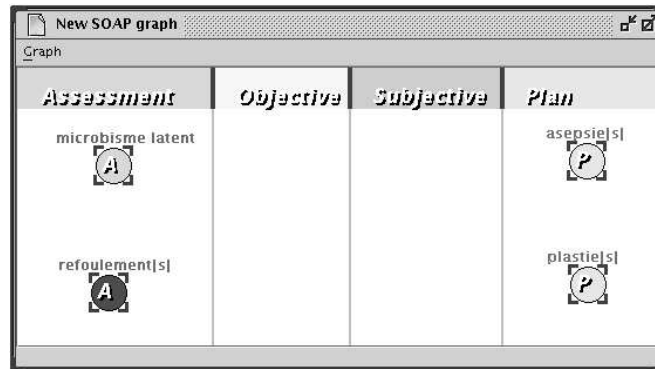 New SOAP graph
Graph
Assessment Objective Subjective Plan
microbisme latent asepsie|s|
A P
refoulement|s| plastie|s|
A P